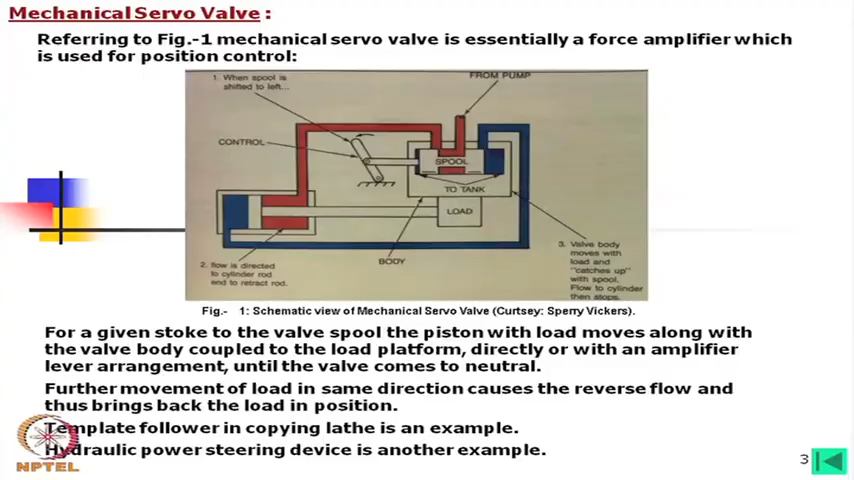 Mechanical Servo Valve :
Referring to Fig.-1 mechanical servo valve is essentially a force amplifier which
is used for position control:
1. When spool is
shifted to left...
FROM PUMP
CONTROL
SPOOL
TO TANK
LOAD
BODY
2. flow is directed
to cylinder rod
end to retract rod.
3. Valve body
moves with
load and
"catches up"
with spool.
Flow to cylinder
then stops.
Fig.- 1: Schematic view of Mechanical Servo Valve (Curtsey: Sperry Vickers).
For a given stoke to the valve spool the piston with load moves along with
the valve body coupled to the load platform, directly or with an amplifier
lever arrangement, until the valve comes to neutral.
Further movement of load in same direction causes the reverse flow and
thus brings back the load in position.
Template follower in copying lathe is an example.
Hydraulic power steering device is another example.
NPTEL
3